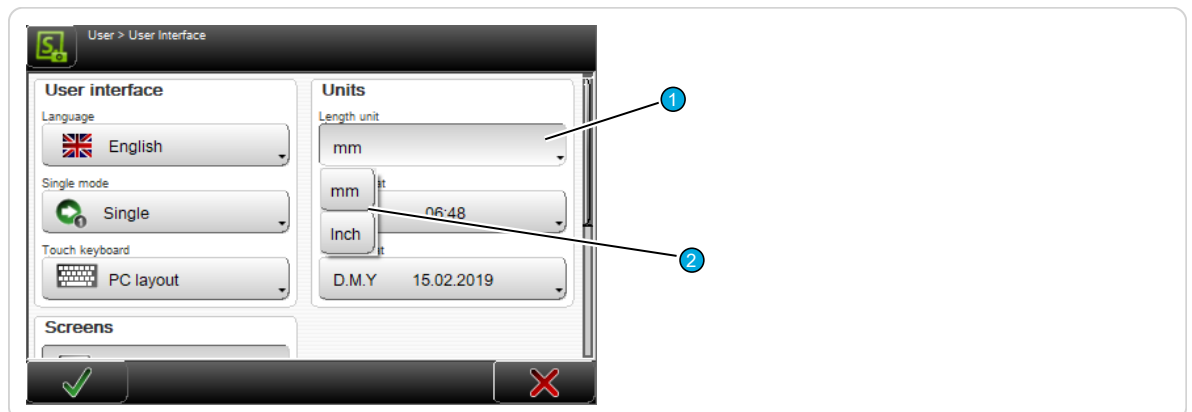 User > User Interface
User interface
Language
English
Single mode
Single
Touch keyboard
PC layout
Screens
Units
Length unit
mm
mm
Inch
06:48
D.M.Y 15.02.2019
1
2